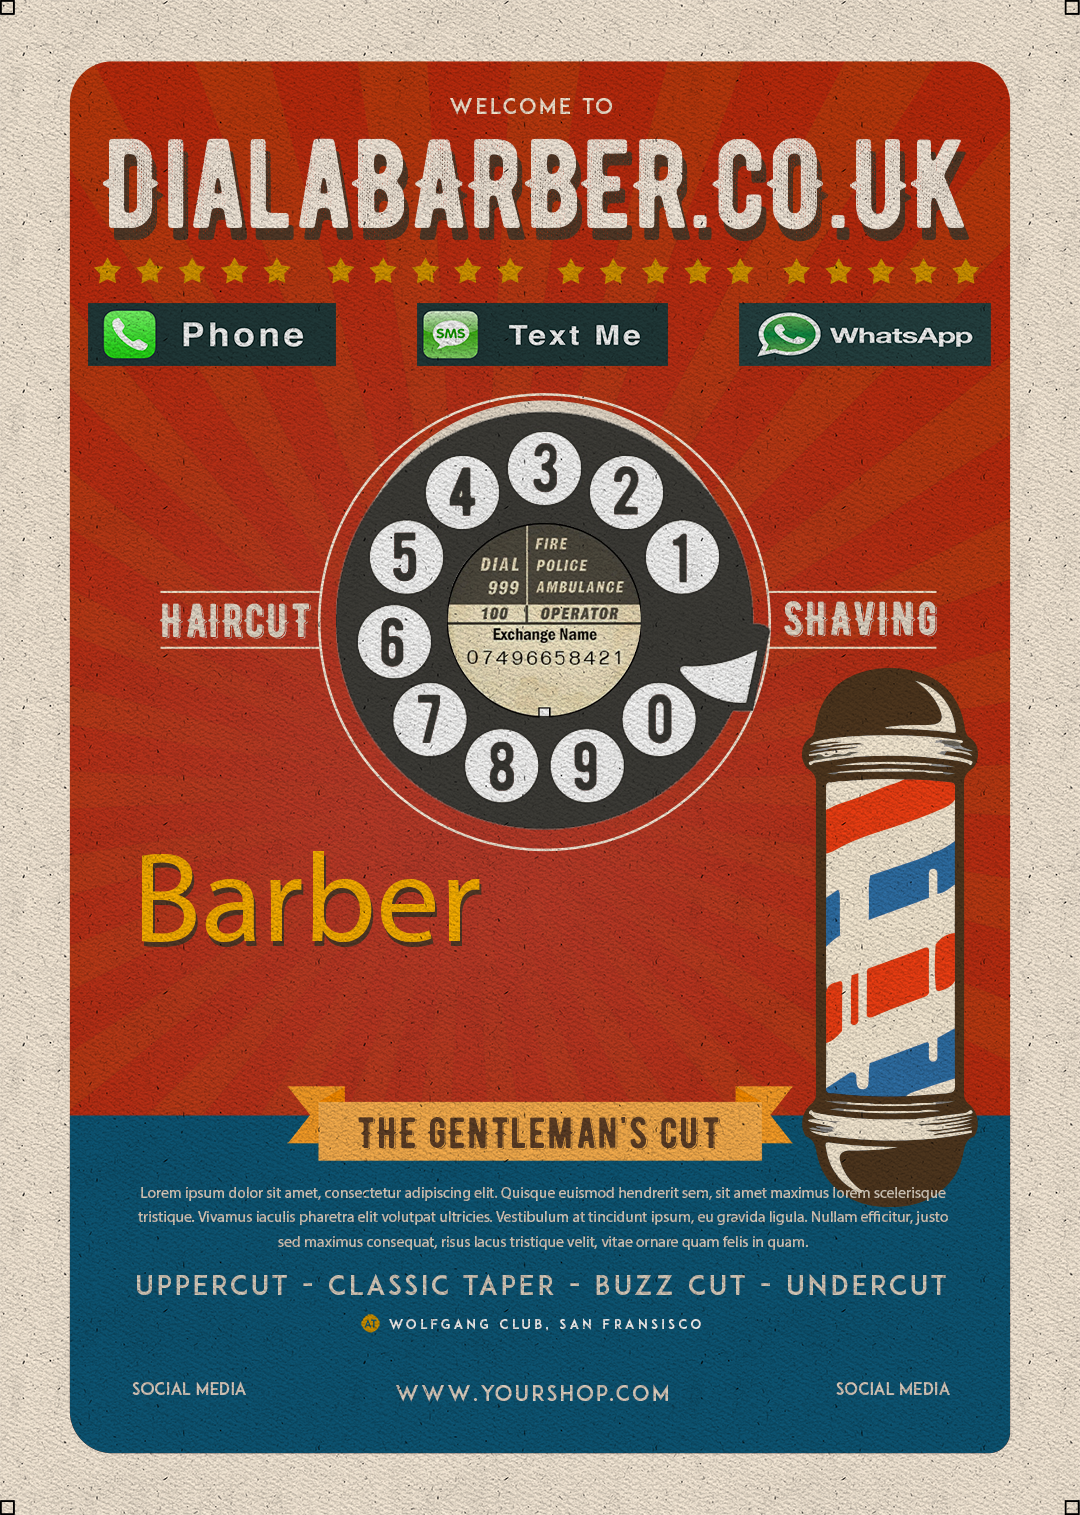 WELCOME TO
DIALABARBER.CO.UK
Phone
SMS
Text Me
WhatsApp
3
4
2
5
1
FIRE
DIAL
POLICE
999
AMBULANCE
100
OPERATOR
Exchange Name
07496658421
HAIRCUT
SHAVING
6
7
0
8
9
Barber
THE GENTLEMAN'S CUT
Lorem ipsum dolor sit amet, consectetur adipiscing elit. Quisque euismod hendrerit sem, sit amet maximus lorem scelerisque
tristique. Vivamus iaculis pharetra elit volutpat ultricies. Vestibulum at tincidunt ipsum, eu gravida ligula. Nullam efficitur, justo
sed maximus consequat, risus lacus tristique velit, vitae ornare quam felis in quam.
UPPERCUT - CLASSIC TAPER - BUZZ CUT - UNDERCUT
AT WOLFGANG CLUB, SAN FRANSISCO
SOCIAL MEDIA
WWW.YOURSHOP.COM
SOCIAL MEDIA